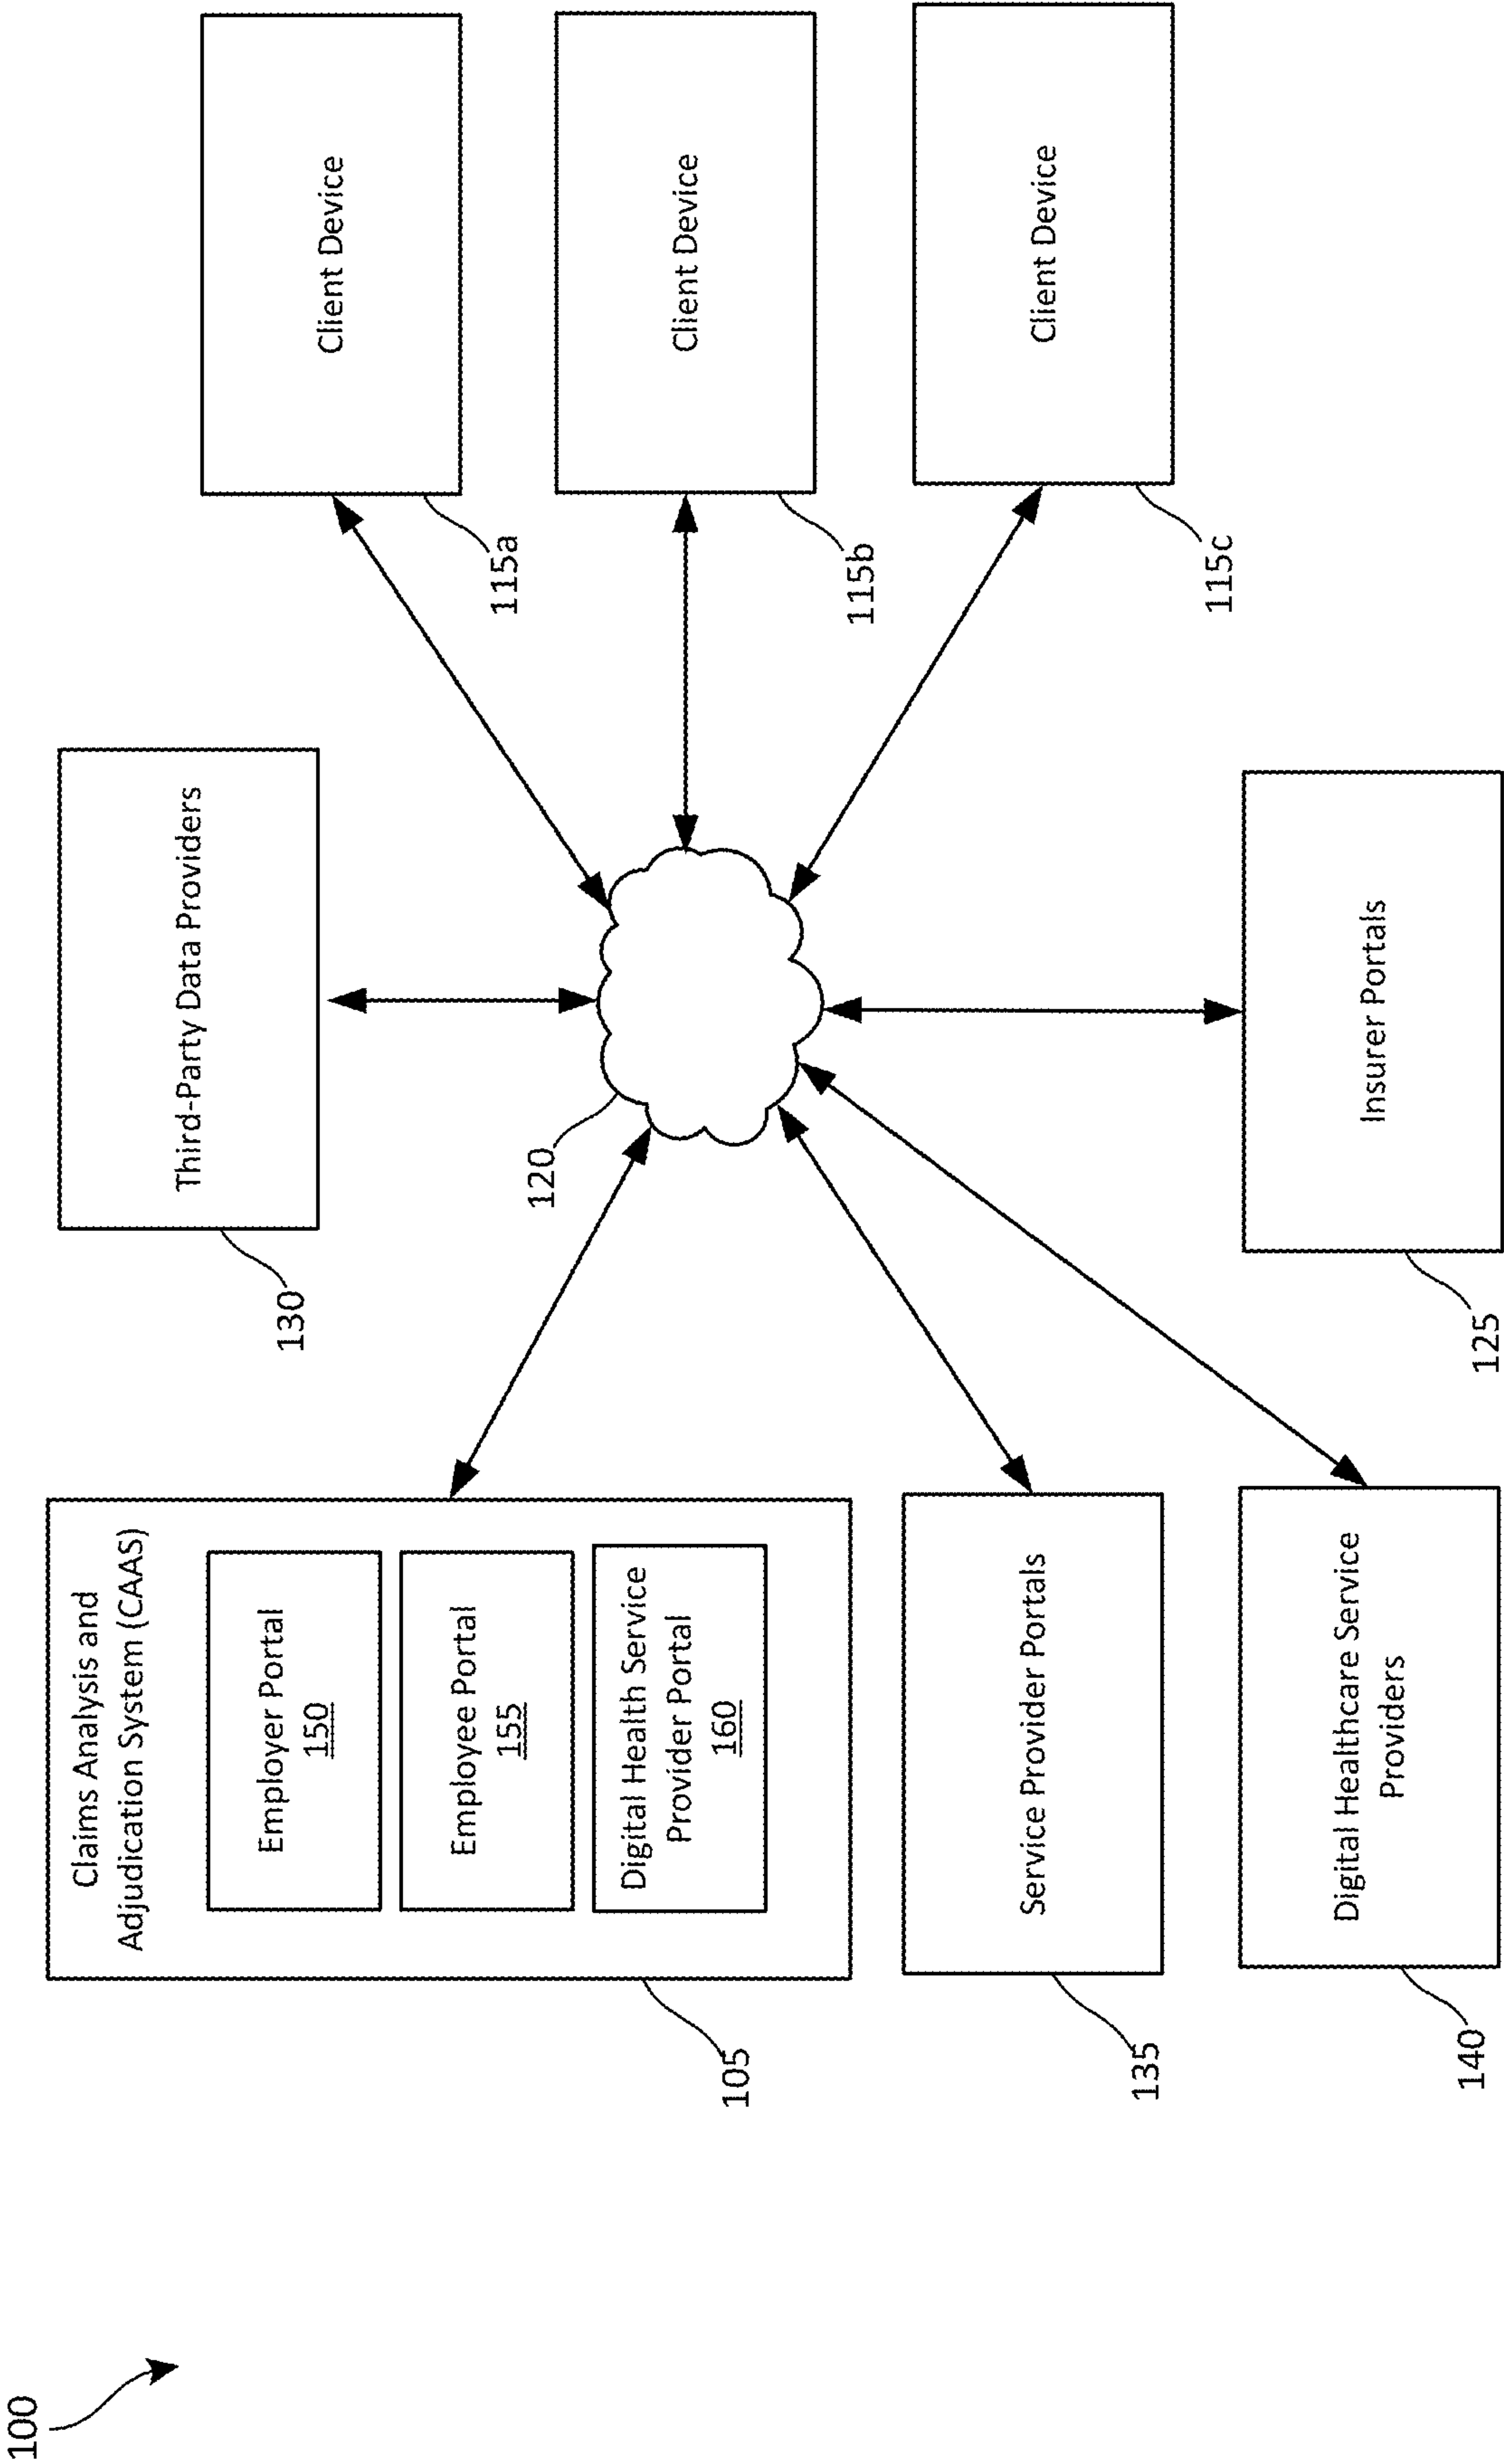 100
Claims Analysis and
Adjudication System (CAAS)
Employer Portal
150
Employee Portal
155
Digital Health Service
Provider Portal
160
105
Third-Party Data Providers
130
Client Device
115a
120
Client Device
115b
Client Device
115c
Service Provider Portals
135
Digital Healthcare Service
Providers
140
Insurer Portals
125